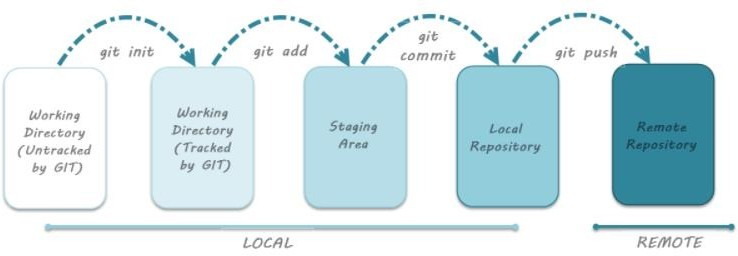 git init
git add
git
commit
git push
Working
Directory
(Untracked
by GIT)
Working
Directory
(Tracked
by GIT)
Staging
Area
Local
Repository
Remote
Repository
LOCAL
REMOTE